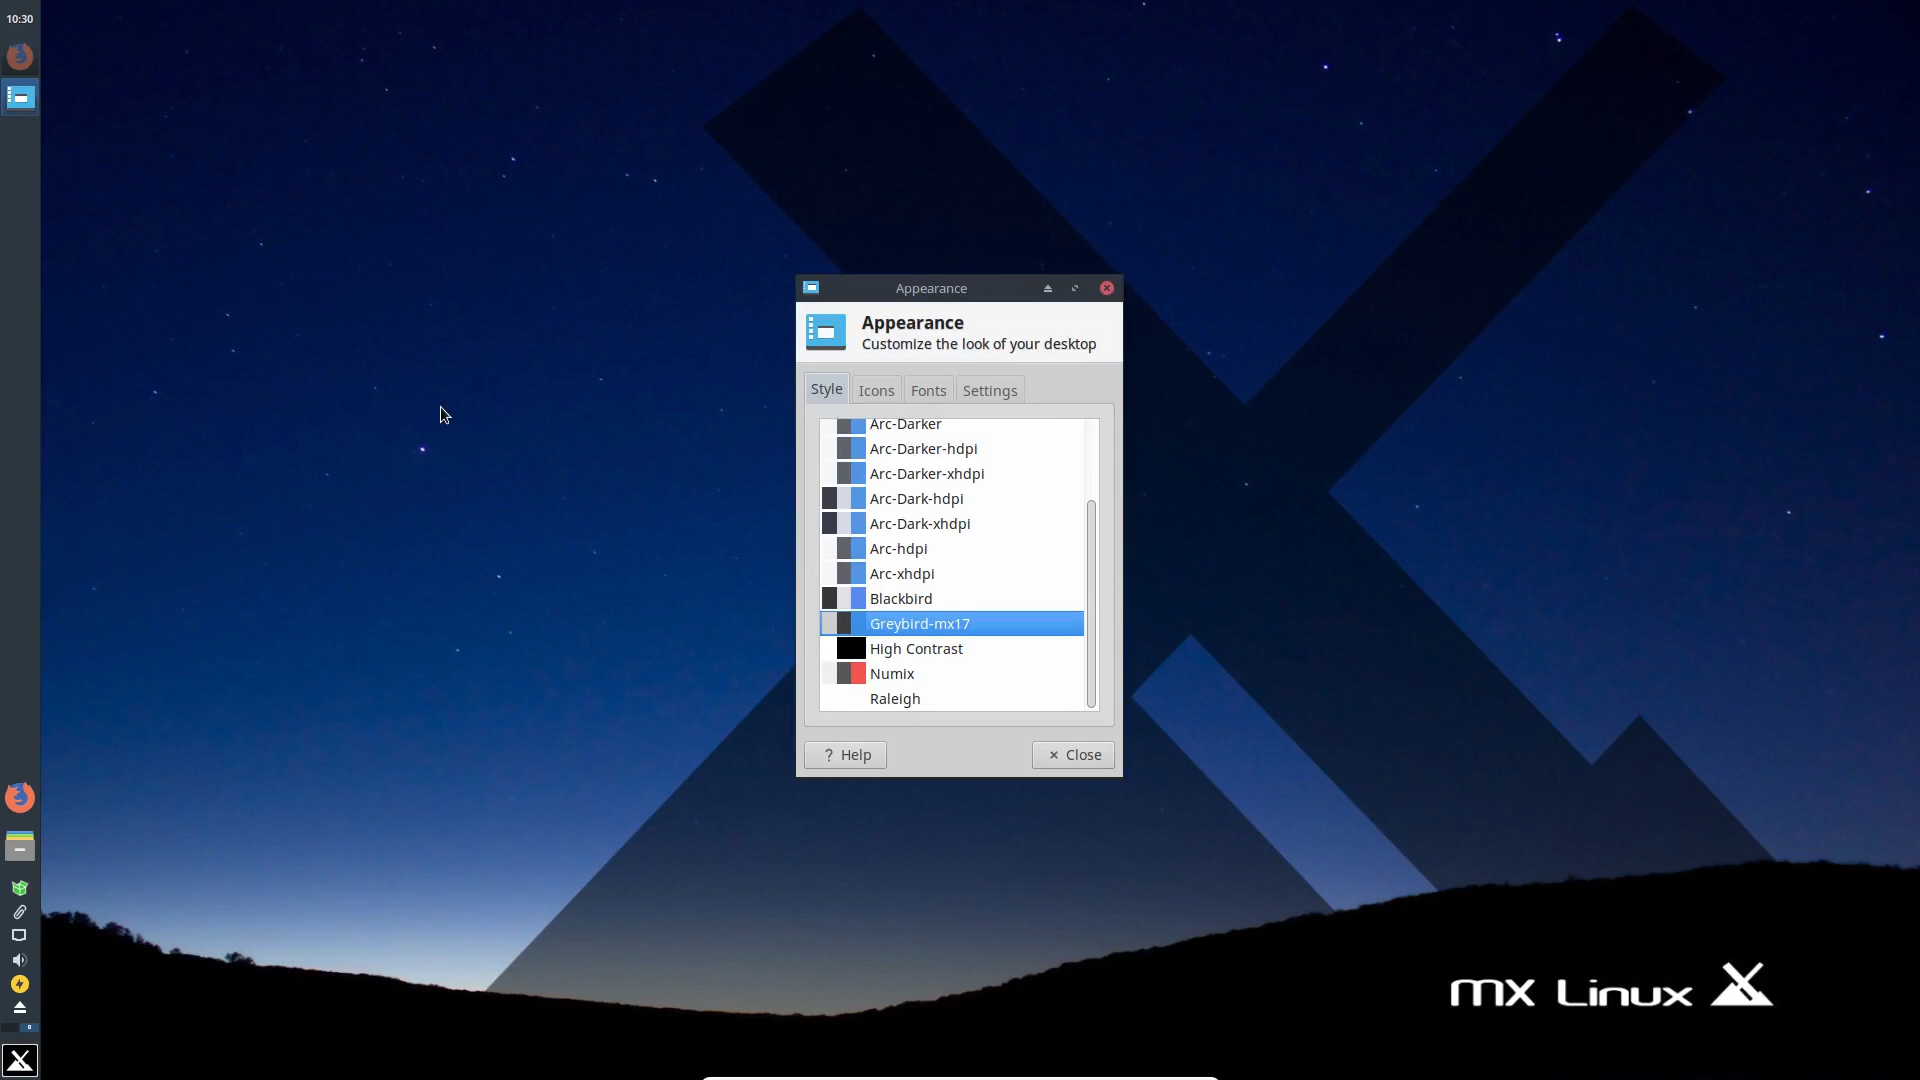 10:30
Appearance
Appearance
Customize the look of your desktop
Style
Icons
Fonts
Settings
Arc-Darker
Arc-Darker-hdpi
Arc-Darker-xhdpi
Arc-Dark-hdpi
Arc-Dark-xhdpi
Arc-hdpi
Arc-xhdpi
Blackbird
Greybird-mx17
High Contrast
Numix
Raleigh
? Help
Close
mx Linux